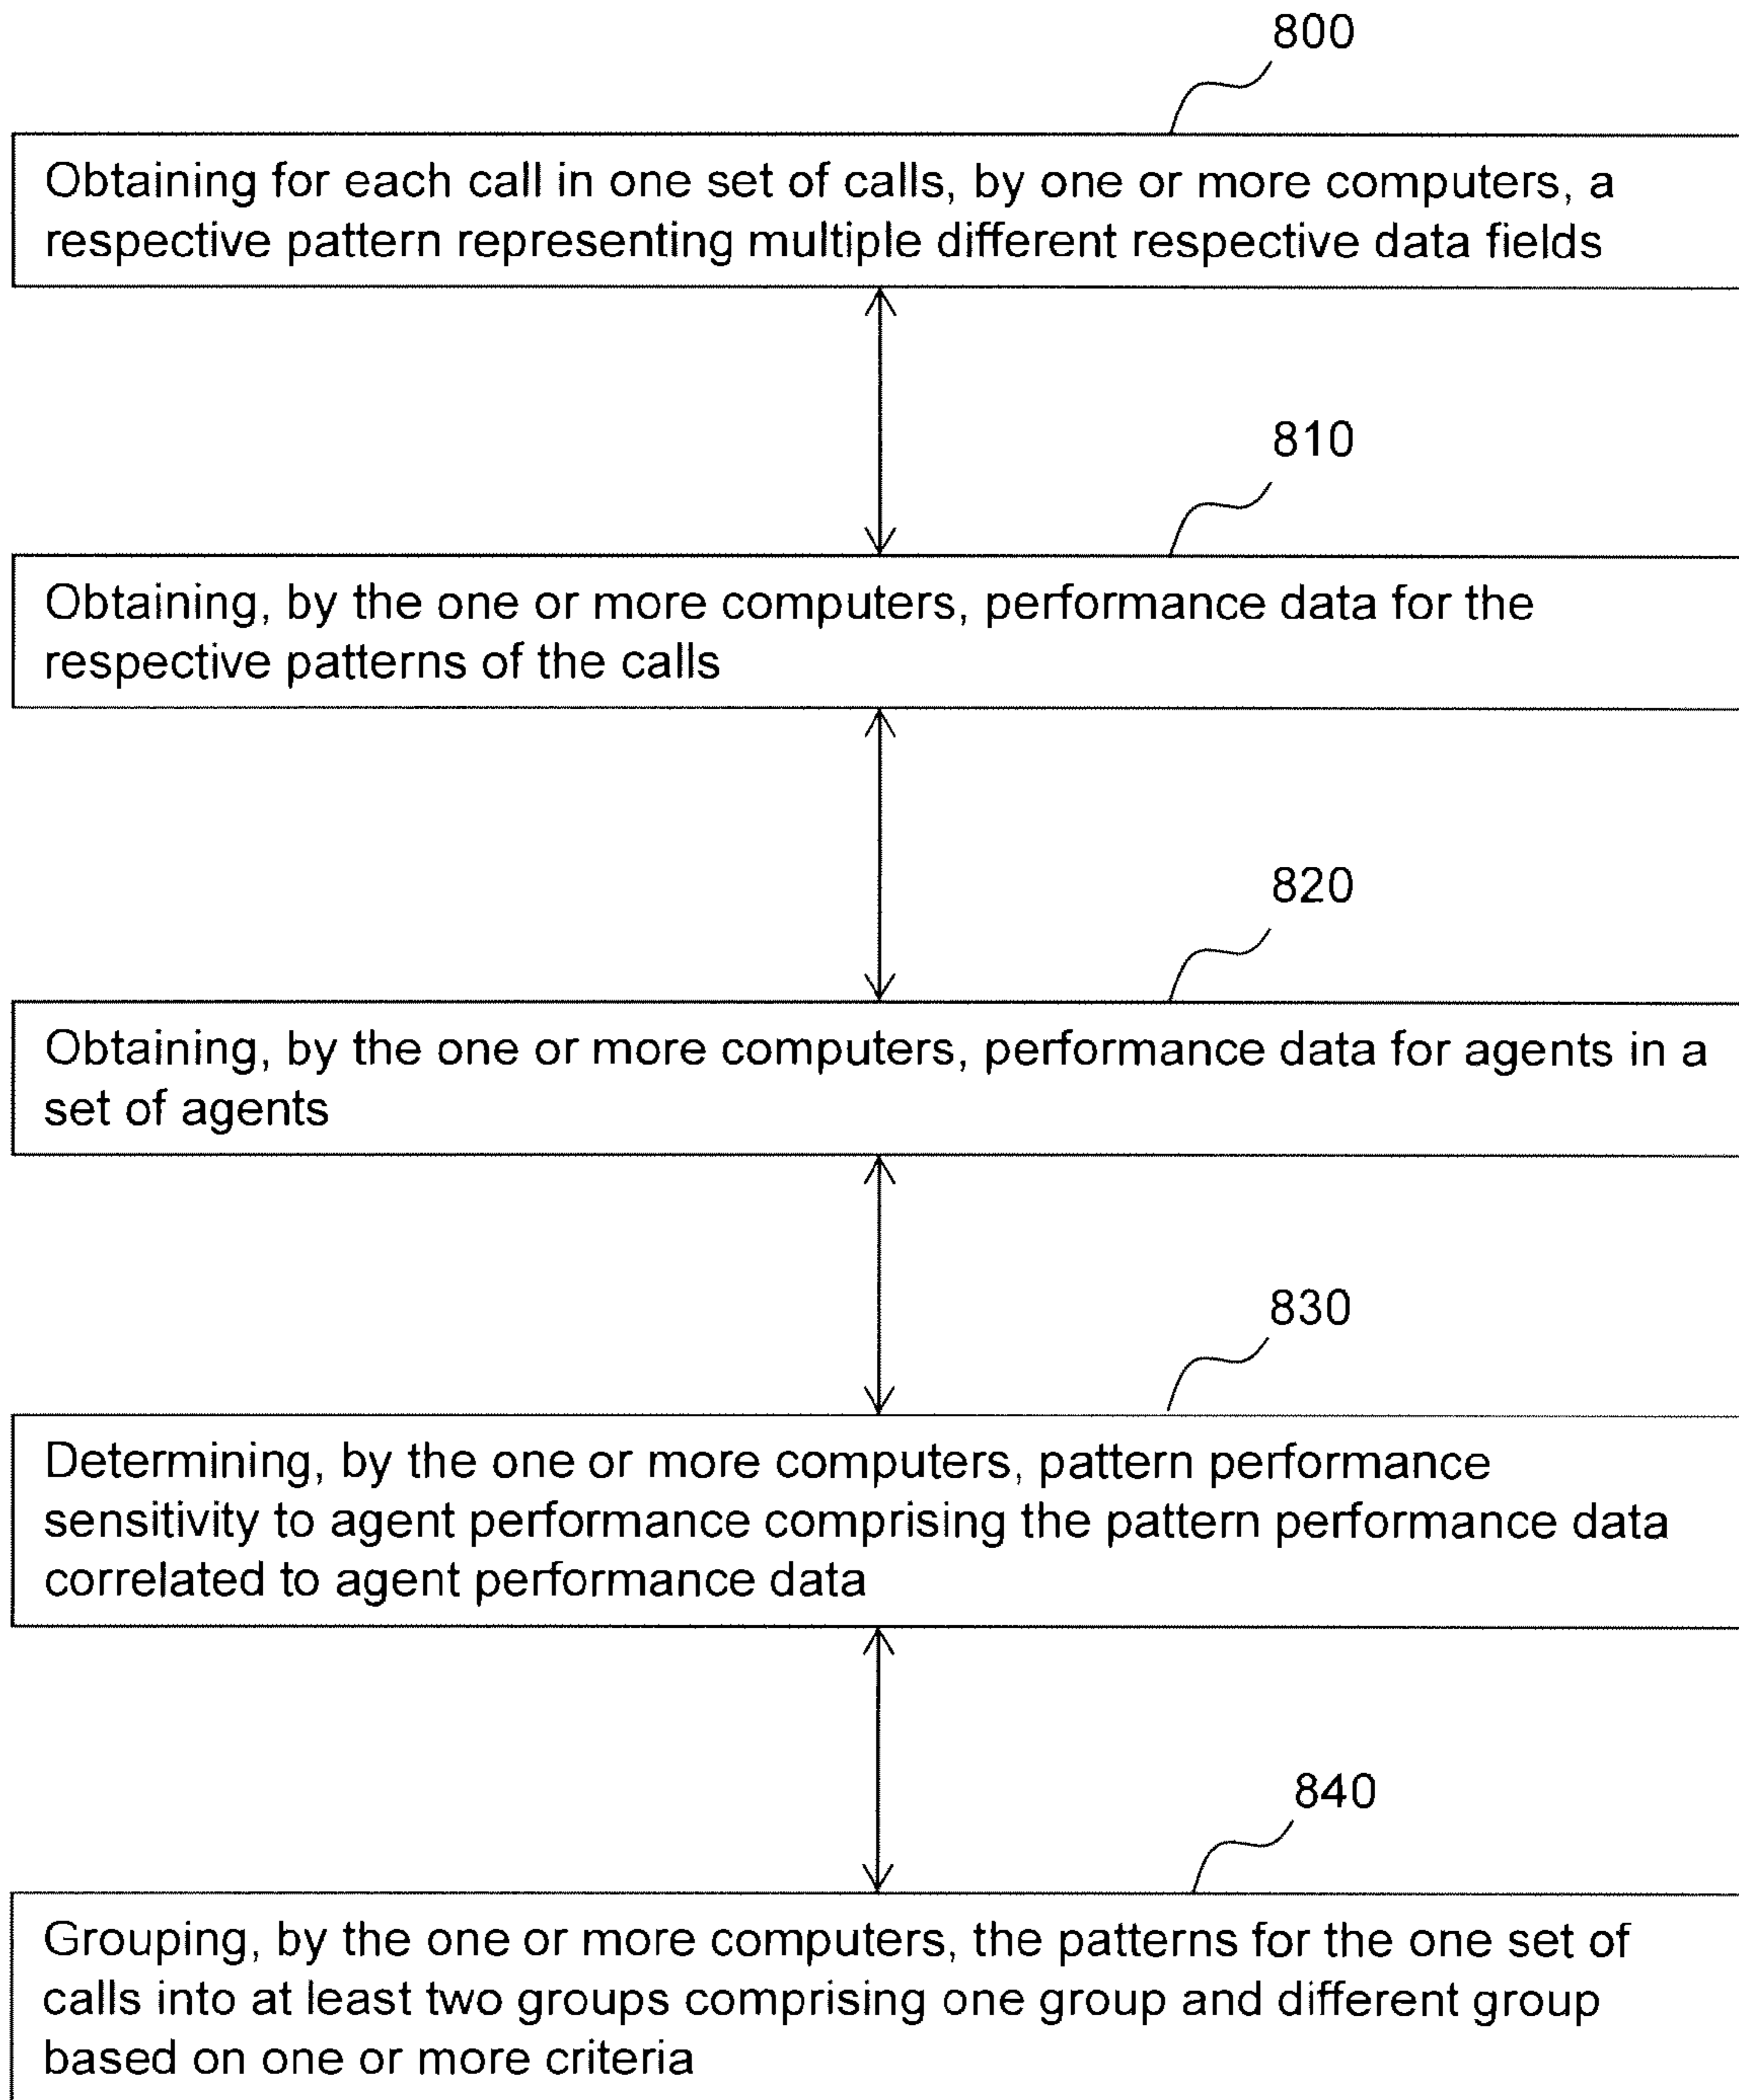 800
Obtaining for each call in one set of calls, by one or more computers, a
respective pattern representing multiple different respective data fields
810
Obtaining, by the one or more computers, performance data for the
respective patterns of the calls
820
Obtaining, by the one or more computers, performance data for agents in a
set of agents
830
Determining, by the one or more computers, pattern performance
sensitivity to agent performance comprising the pattern performance data
correlated to agent performance data
840
Grouping, by the one or more computers, the patterns for the one set of
calls into at least two groups comprising one group and different group
based on one or more criteria